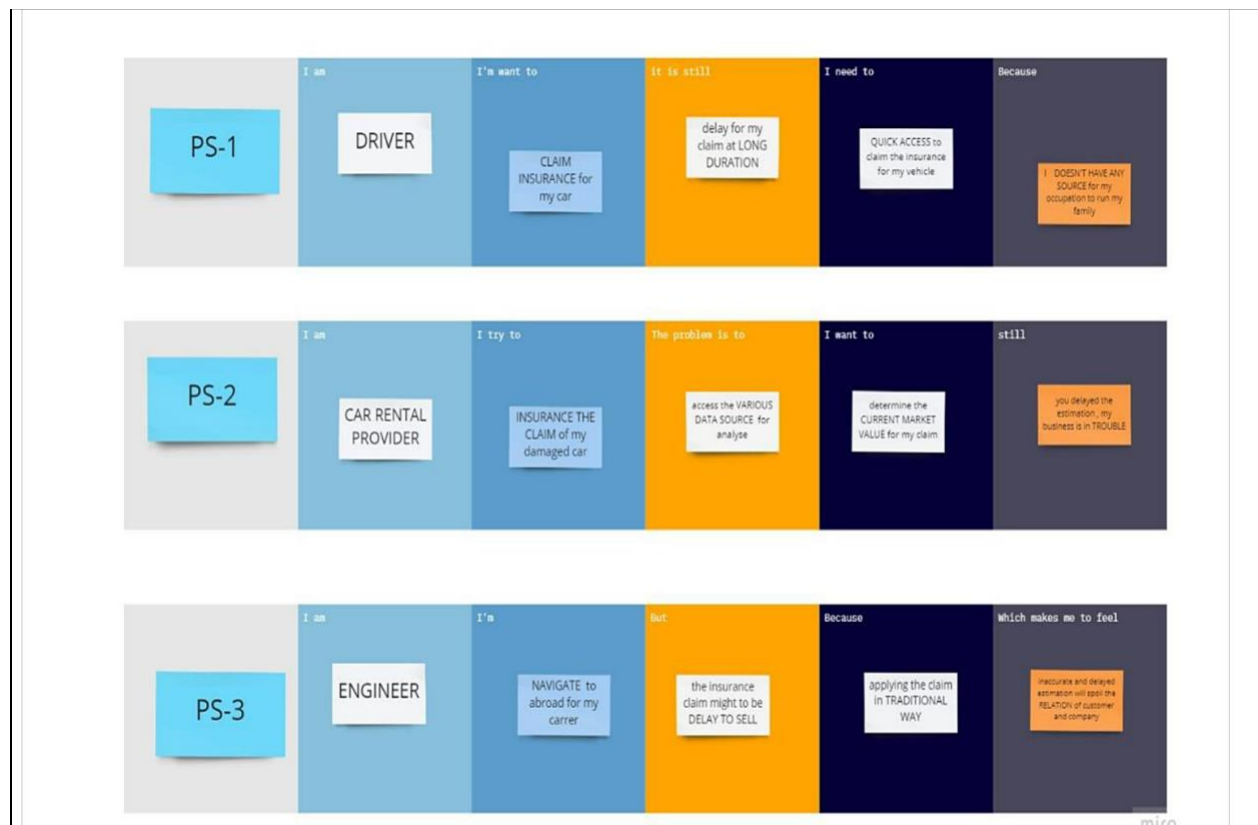 I am
I'm want to
it is still
I need to
Because
PS-1
DRIVER
CLAIM
INSURANCE for
my car
delay for my
claim at LONG
DURATION
QUICK ACCESS to
claim the insurance
for my vehicle
I DOESN'T HAVE ANY
SOURCE for my
occupation to run my
family
I am
I try to
The problem is to
I want to
still
PS-2
CAR RENTAL
PROVIDER
INSURANCE THE
CLAIM of my
damaged car
access the VARIOUS
DATA SOURCE for
analyse
determine the
CURRENT MARKET
VALUE for my claim
you delayed the
estimation , my
business is in TROUBLE
I am
I'm
But
Because
Which makes me to feel
PS-3
ENGINEER
NAVIGATE to
abroad for my
carrer
the insurance
claim might to be
DELAY TO SELL
applying the claim
in TRADITIONAL
WAY
inaccurate and delayed
estimation will spoil the
RELATION of customer
and company
miro